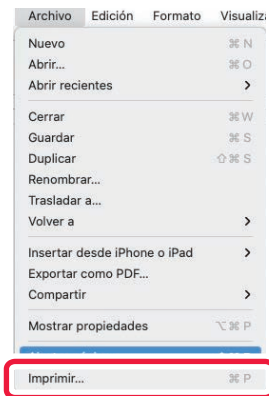 Archivo Edición Formato Visualiz
Nuevo ⌘ N
Abrir... ⌘ O
Abrir recientes >
Cerrar ⌘ W
Guardar ⌘ S
Duplicar ⇧ ⌘ S
Renombrar...
Trasladar a...
Volver a >
Insertar desde iPhone o iPad >
Exportar como PDF...
Compartir >
Mostrar propiedades ⌥ ⌘ P
Imprimir... ⌘ P